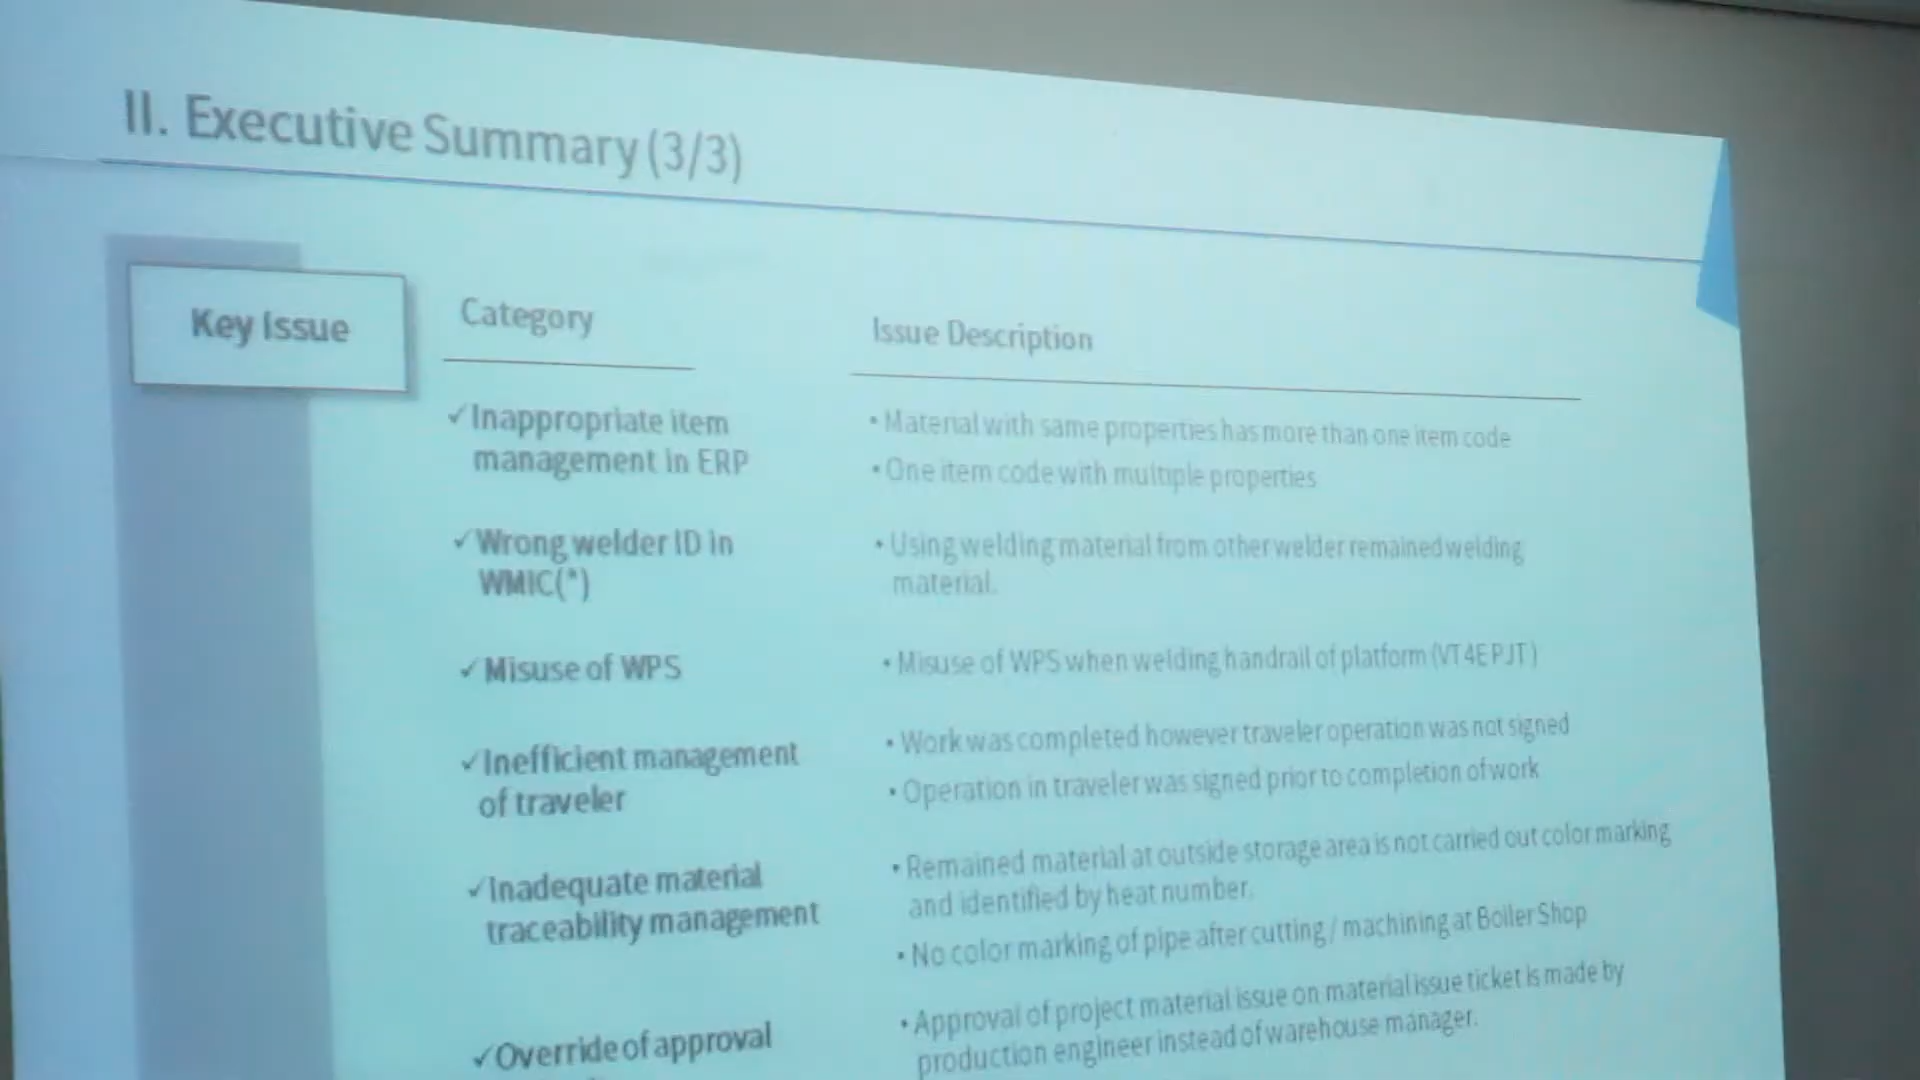 II. Executive Summary (3/3)
Key Issue
Category
Issue Description
✓ Inappropriate item
management in ERP
• Material with same properties has more than one item code
• One item code with multiple properties
✓ Wrong welder ID in
WMIC(*)
• Using welding material from other welder remained welding
material.
✓ Misuse of WPS
• Misuse of WPS when welding handrail of platform (VT4E PJT)
✓ Inefficient management
of traveler
• Work was completed however traveler operation was not signed
• Operation in traveler was signed prior to completion of work
✓ Inadequate material
traceability management
• Remained material at outside storage area is not carried out color marking
and identified by heat number.
• No color marking of pipe after cutting / machining at Boiler Shop
✓ Override of approval
• Approval of project material issue on material issue ticket is made by
production engineer instead of warehouse manager.